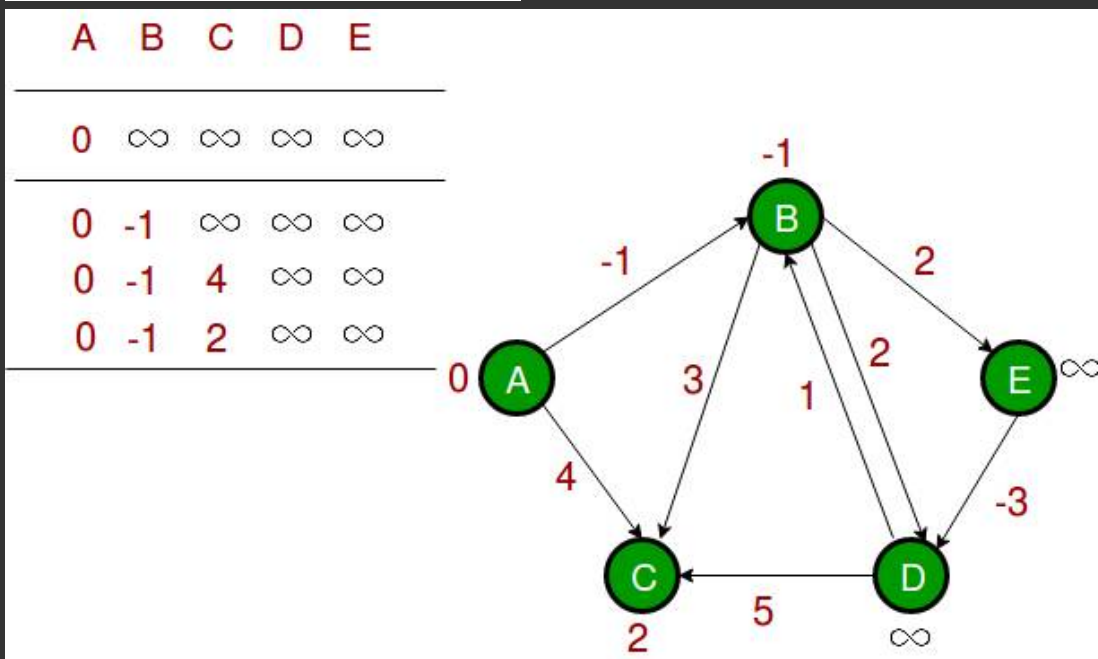 A B C D E
0 ∞ ∞ ∞ ∞
0 -1 ∞ ∞ ∞
0 -1 4 ∞ ∞
0 -1 2 ∞ ∞
-1
B
-1
2
2
3
1
0 A
E ∞
4
-3
C
D
5
2
∞